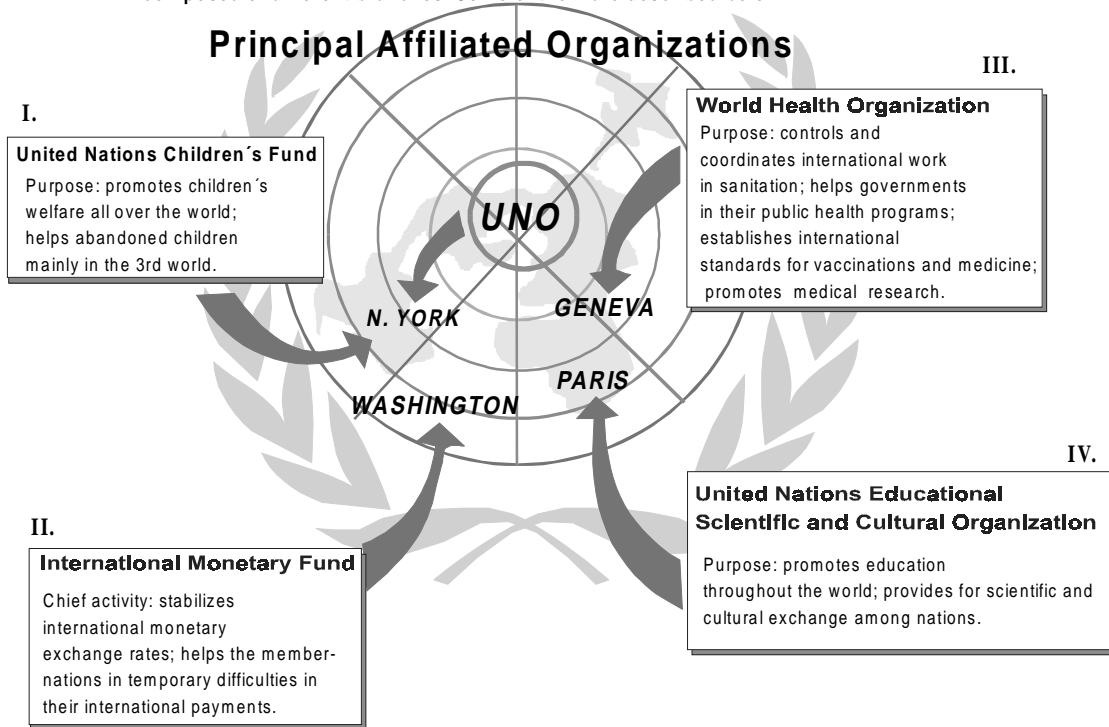 Principal Affiliated Organizations
I.
United Nations Children´s Fund
Purpose: promotes children´s
welfare all over the world;
helps abandoned children
mainly in the 3rd world.
III.
World Health Organization
Purpose: controls and
coordinates international work
in sanitation; helps governments
in their public health programs;
establishes international
standards for vaccinations and medicine;
promotes medical research.
UNO
N. YORK
GENEVA
WASHINGTON
PARIS
II.
International Monetary Fund
Chief activity: stabilizes
international monetary
exchange rates; helps the member-
nations in temporary difficulties in
their international payments.
IV.
United Nations Educational
Scientific and Cultural Organization
Purpose: promotes education
throughout the world; provides for scientific and
cultural exchange among nations.